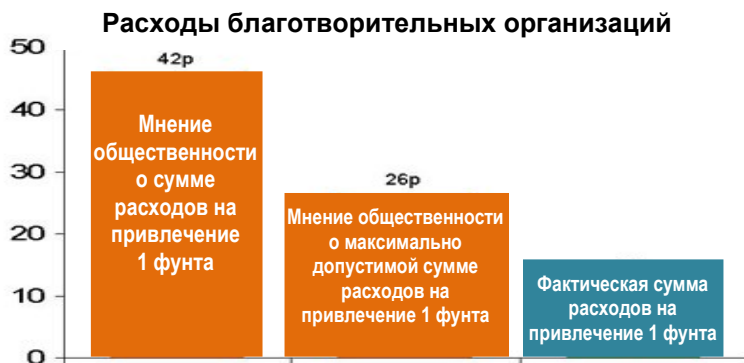 Расходы благотворительных организаций
50
42p
40
Мнение
общественности
о сумме
расходов на
привлечение
1 фунта
30
26p
Мнение общественности
о максимально
допустимой сумме
расходов на
привлечение 1 фунта
20
Фактическая сумма
расходов на
привлечение 1 фунта
10
0